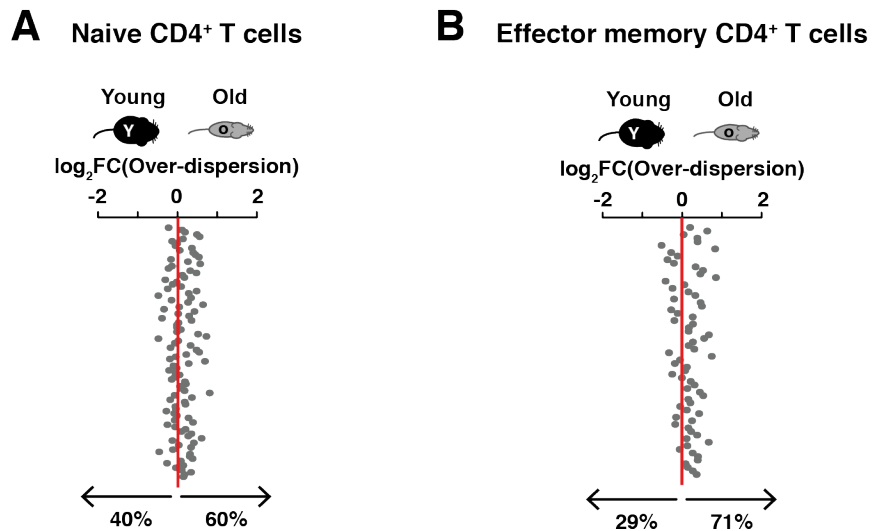 A Naive CD4⁺ T cells
Young Old
Y O
log₂FC(Over-dispersion)
-2 0 2
40% 60%
B Effector memory CD4⁺ T cells
Young Old
Y O
log₂FC(Over-dispersion)
-2 0 2
29% 71%